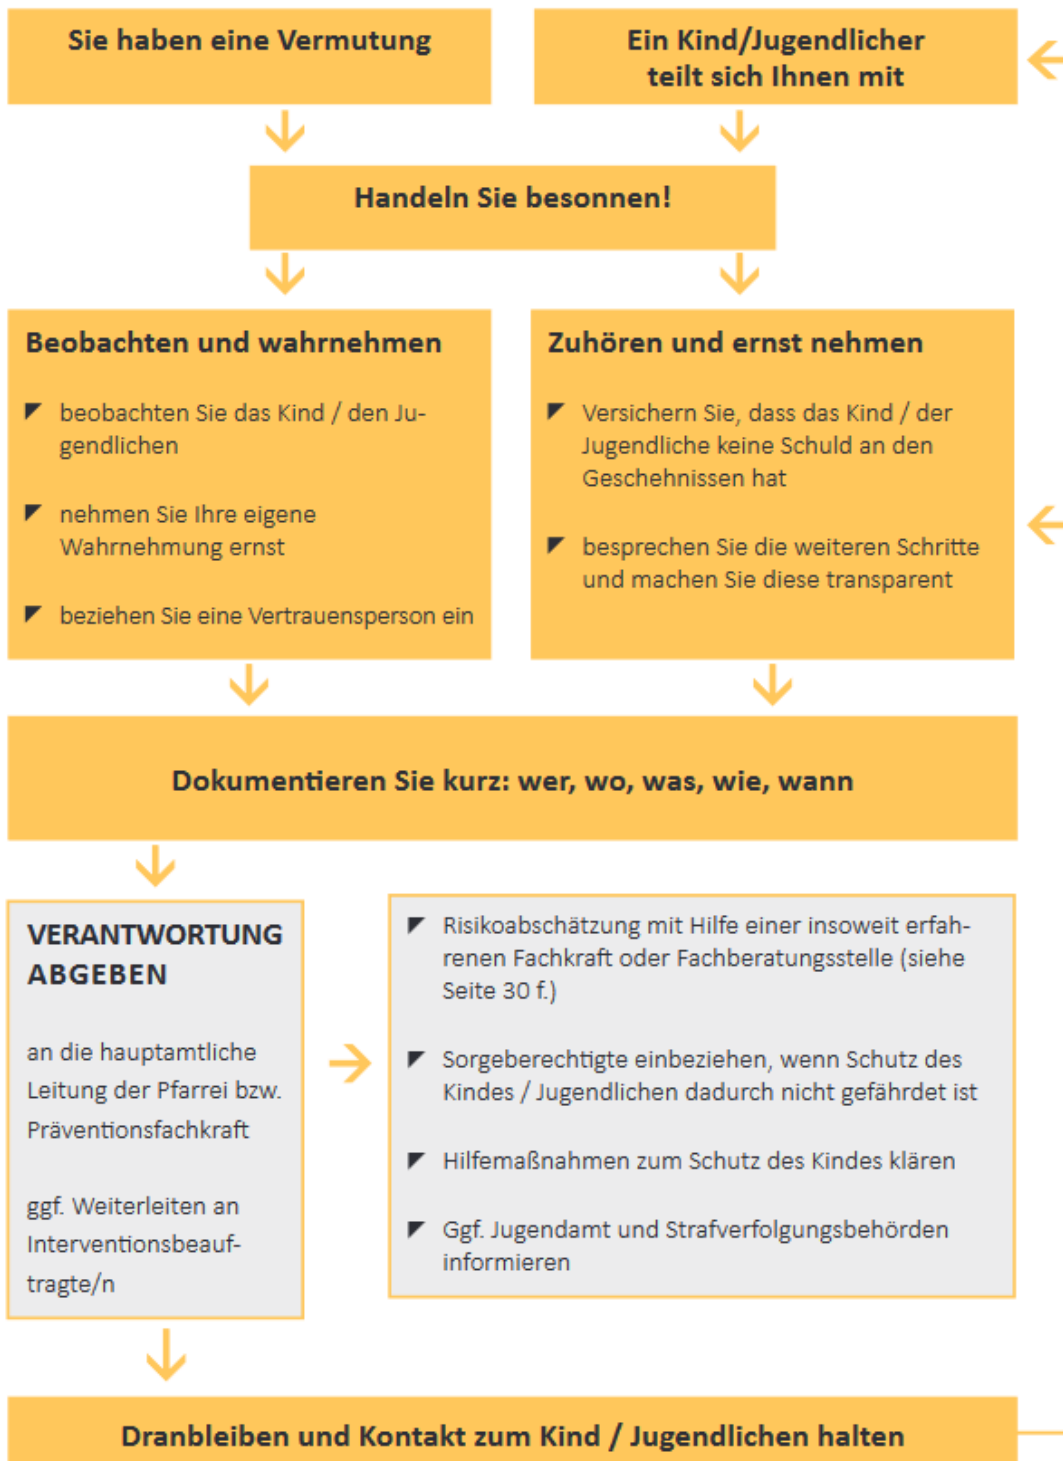 Sie haben eine Vermutung
Ein Kind/Jugendlicher
teilt sich Ihnen mit
Handeln Sie besonnen!
Beobachten und wahrnehmen
beobachten Sie das Kind / den Ju-
gendlichen
nehmen Sie Ihre eigene
Wahrnehmung ernst
beziehen Sie eine Vertrauensperson ein
Zuhören und ernst nehmen
Versichern Sie, dass das Kind / der
Jugendliche keine Schuld an den
Geschehnissen hat
besprechen Sie die weiteren Schritte
und machen Sie diese transparent
Dokumentieren Sie kurz: wer, wo, was, wie, wann
VERANTWORTUNG
ABGEBEN
an die hauptamtliche
Leitung der Pfarrei bzw.
Präventionsfachkraft
ggf. Weiterleiten an
Interventionsbeauf-
tragte/n
Risikoabschätzung mit Hilfe einer insoweit erfah-
renen Fachkraft oder Fachberatungsstelle (siehe
Seite 30 f.)
Sorgeberechtigte einbeziehen, wenn Schutz des
Kindes / Jugendlichen dadurch nicht gefährdet ist
Hilfemaßnahmen zum Schutz des Kindes klären
Ggf. Jugendamt und Strafverfolgungsbehörden
informieren
Dranbleiben und Kontakt zum Kind / Jugendlichen halten